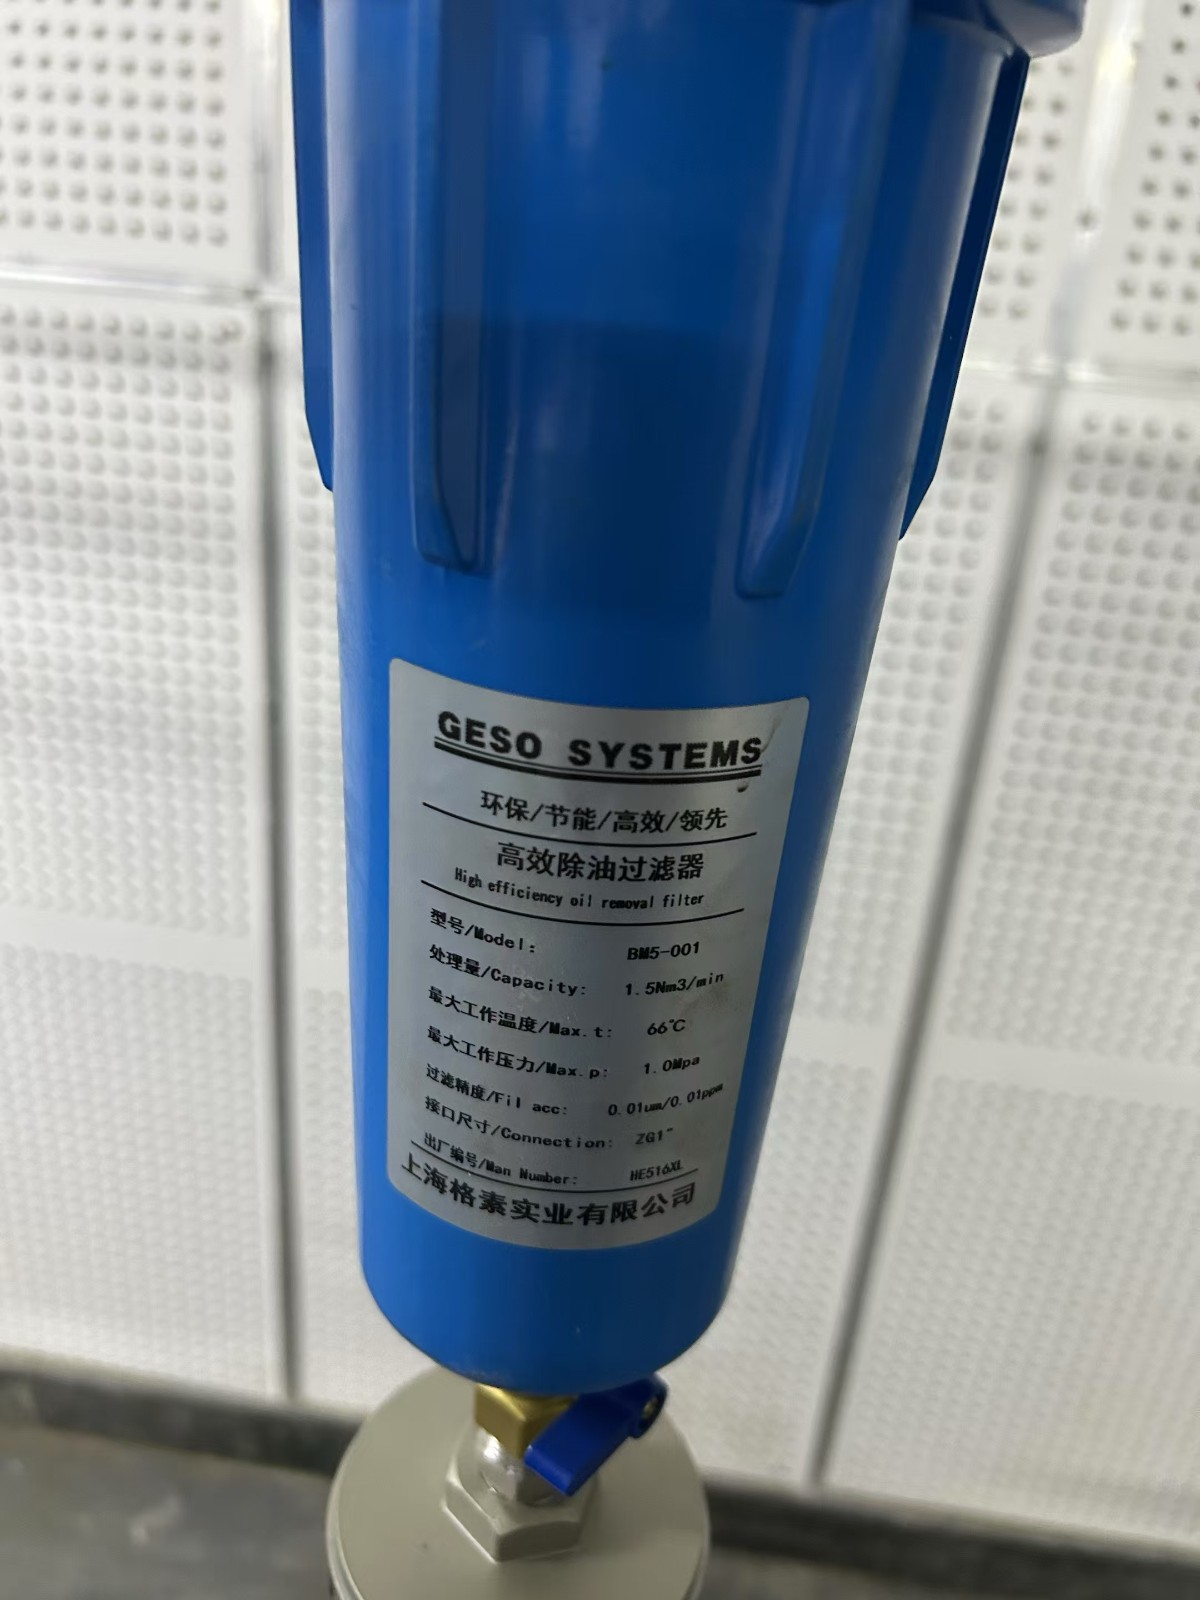 GESO SYSTEMS
环保/节能/高效/领先
高效除油过滤器
High efficiency oil removal filter
型号/Model: BM5-001
处理量/Capacity: 1.5Nm3/min
最大工作温度/Max.t: 66℃
最大工作压力/Max.p: 1.0Mpa
过滤精度/Fil acc: 0.01um/0.01ppm
接口尺寸/Connection: ZG1"
出厂编号/Man Number: HE516XL
上海格素实业有限公司